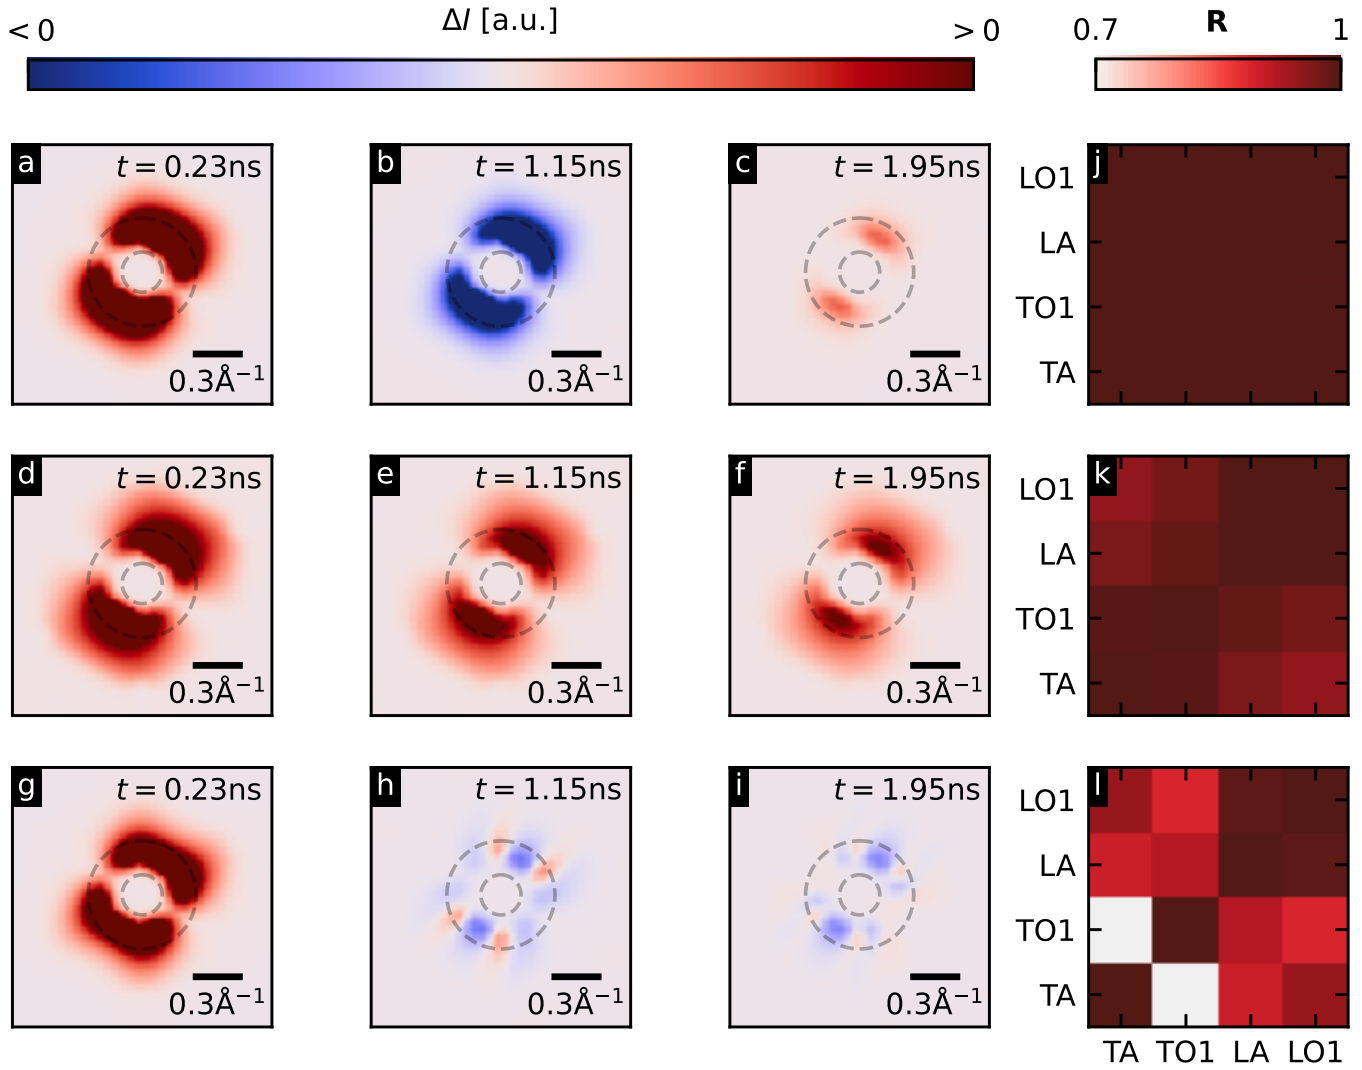 < 0
ΔI [a.u.]
> 0
0.7
R
1
a
t = 0.23ns
0.3Å⁻¹
b
t = 1.15ns
0.3Å⁻¹
c
t = 1.95ns
0.3Å⁻¹
j
LO1
LA
TO1
TA
d
t = 0.23ns
0.3Å⁻¹
e
t = 1.15ns
0.3Å⁻¹
f
t = 1.95ns
0.3Å⁻¹
k
LO1
LA
TO1
TA
g
t = 0.23ns
0.3Å⁻¹
h
t = 1.15ns
0.3Å⁻¹
i
t = 1.95ns
0.3Å⁻¹
l
LO1
LA
TO1
TA
TA TO1 LA LO1